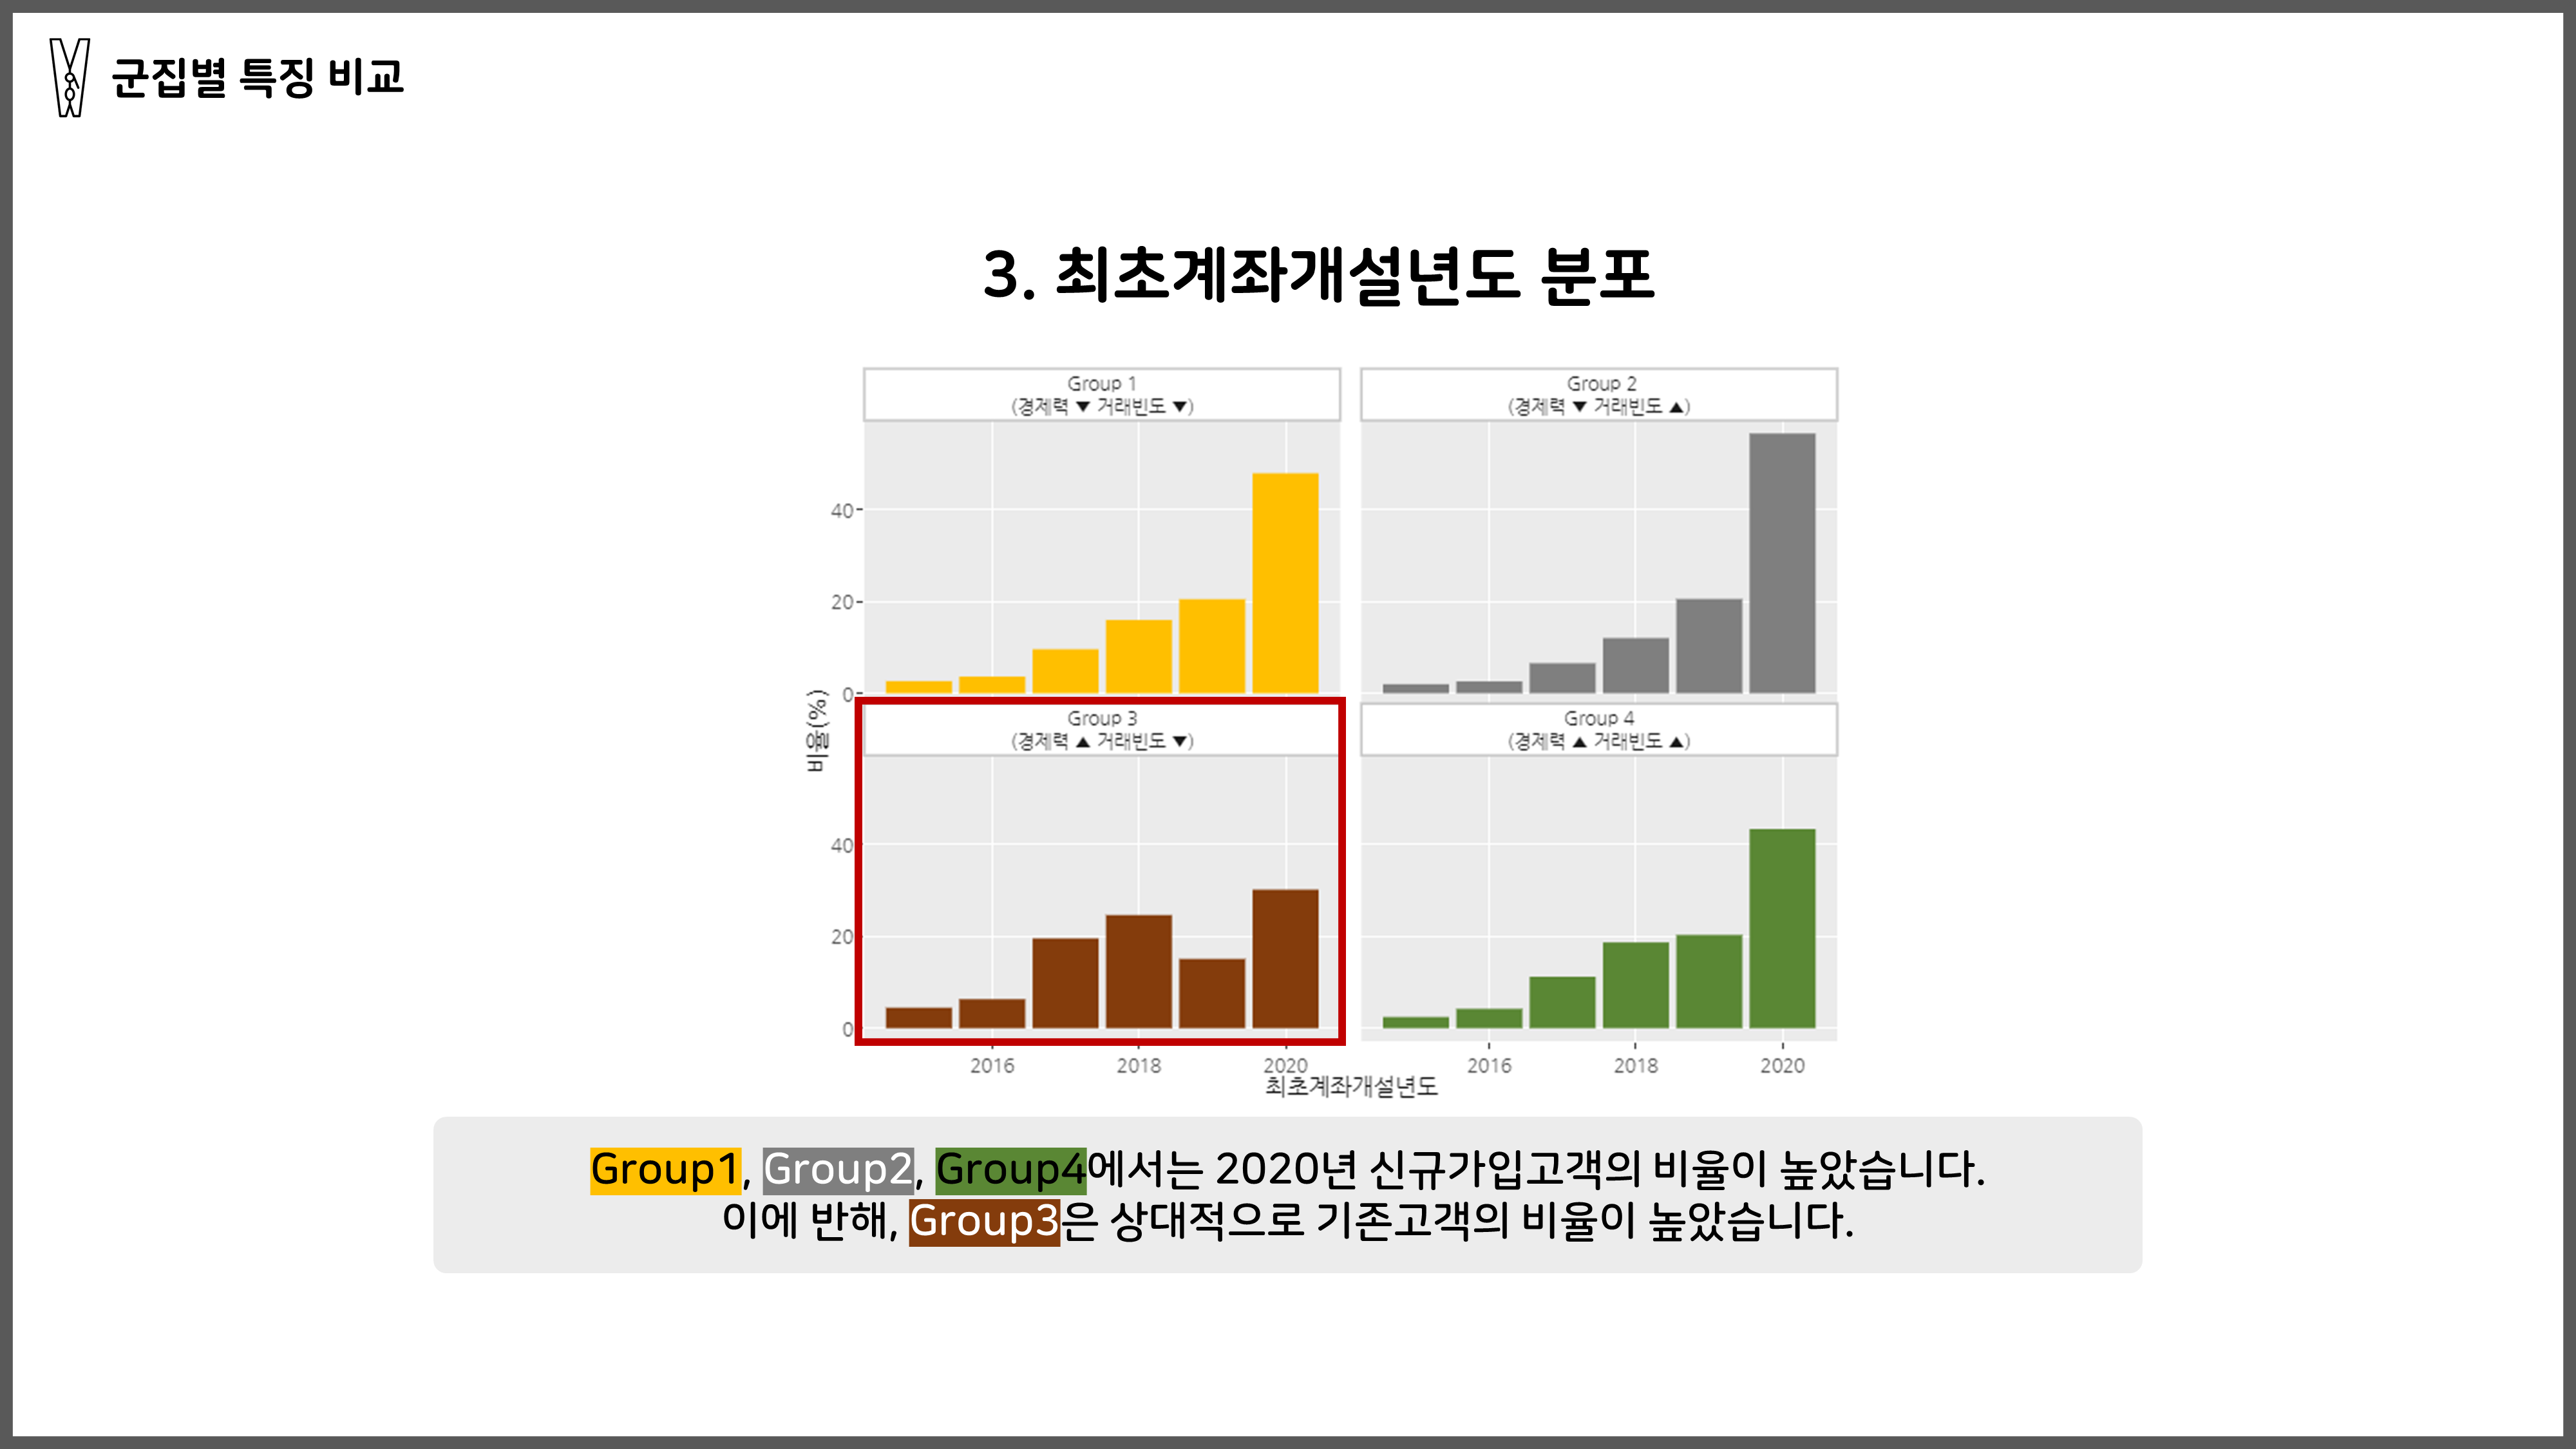 군집별 특징 비교
3. 최초계좌개설년도 분포
Group 1
(경제력 ▼ 거래빈도 ▼)
Group 2
(경제력 ▼ 거래빈도 ▲)
40
20
0
Group 3
(경제력 ▲ 거래빈도 ▼)
Group 4
(경제력 ▲ 거래빈도 ▲)
비율(%)
40
20
0
2016 2018 2020 2016 2018 2020
최초계좌개설년도
Group1, Group2, Group4에서는 2020년 신규가입고객의 비율이 높았습니다.
이에 반해, Group3은 상대적으로 기존고객의 비율이 높았습니다.